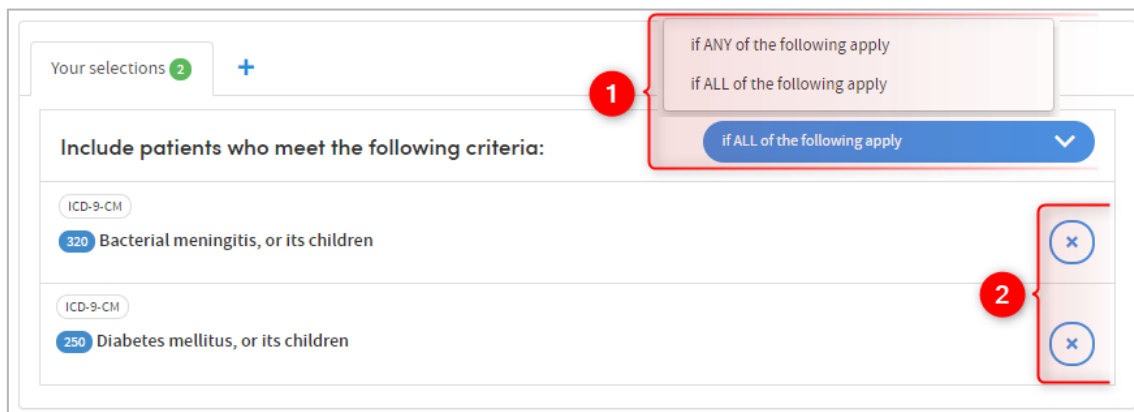 if ANY of the following apply
Your selections 2 +
if ALL of the following apply
1
Include patients who meet the following criteria:
if ALL of the following apply
ICD-9-CM
320 Bacterial meningitis, or its children
×
2
ICD-9-CM
250 Diabetes mellitus, or its children
×